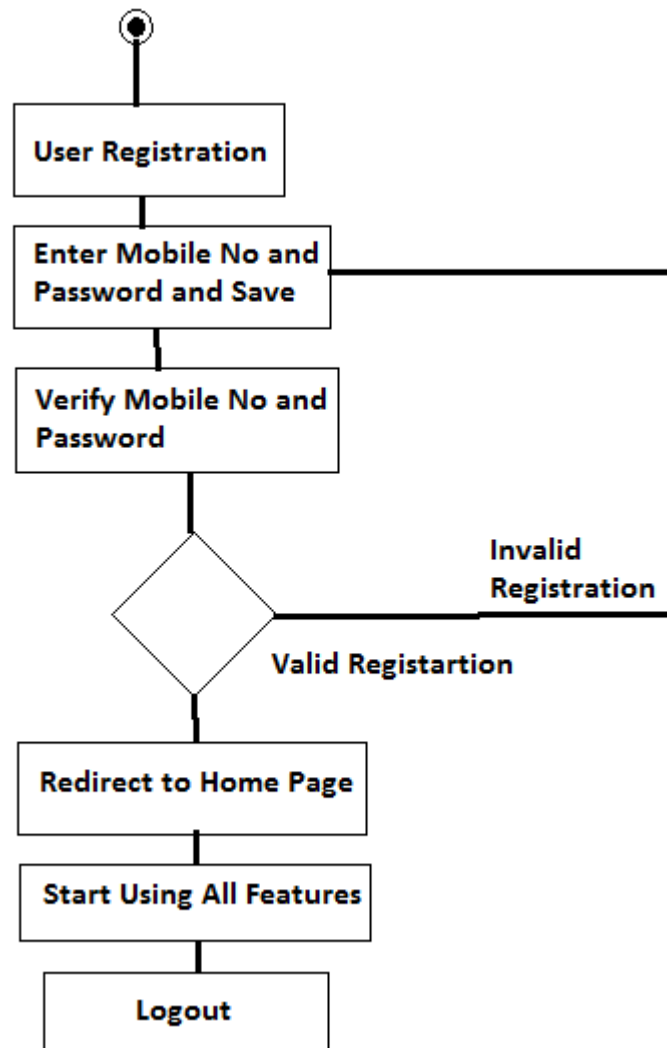 User Registration
Enter Mobile No and
Password and Save
Verify Mobile No and
Password
Invalid
Registration
Valid Registartion
Redirect to Home Page
Start Using All Features
Logout